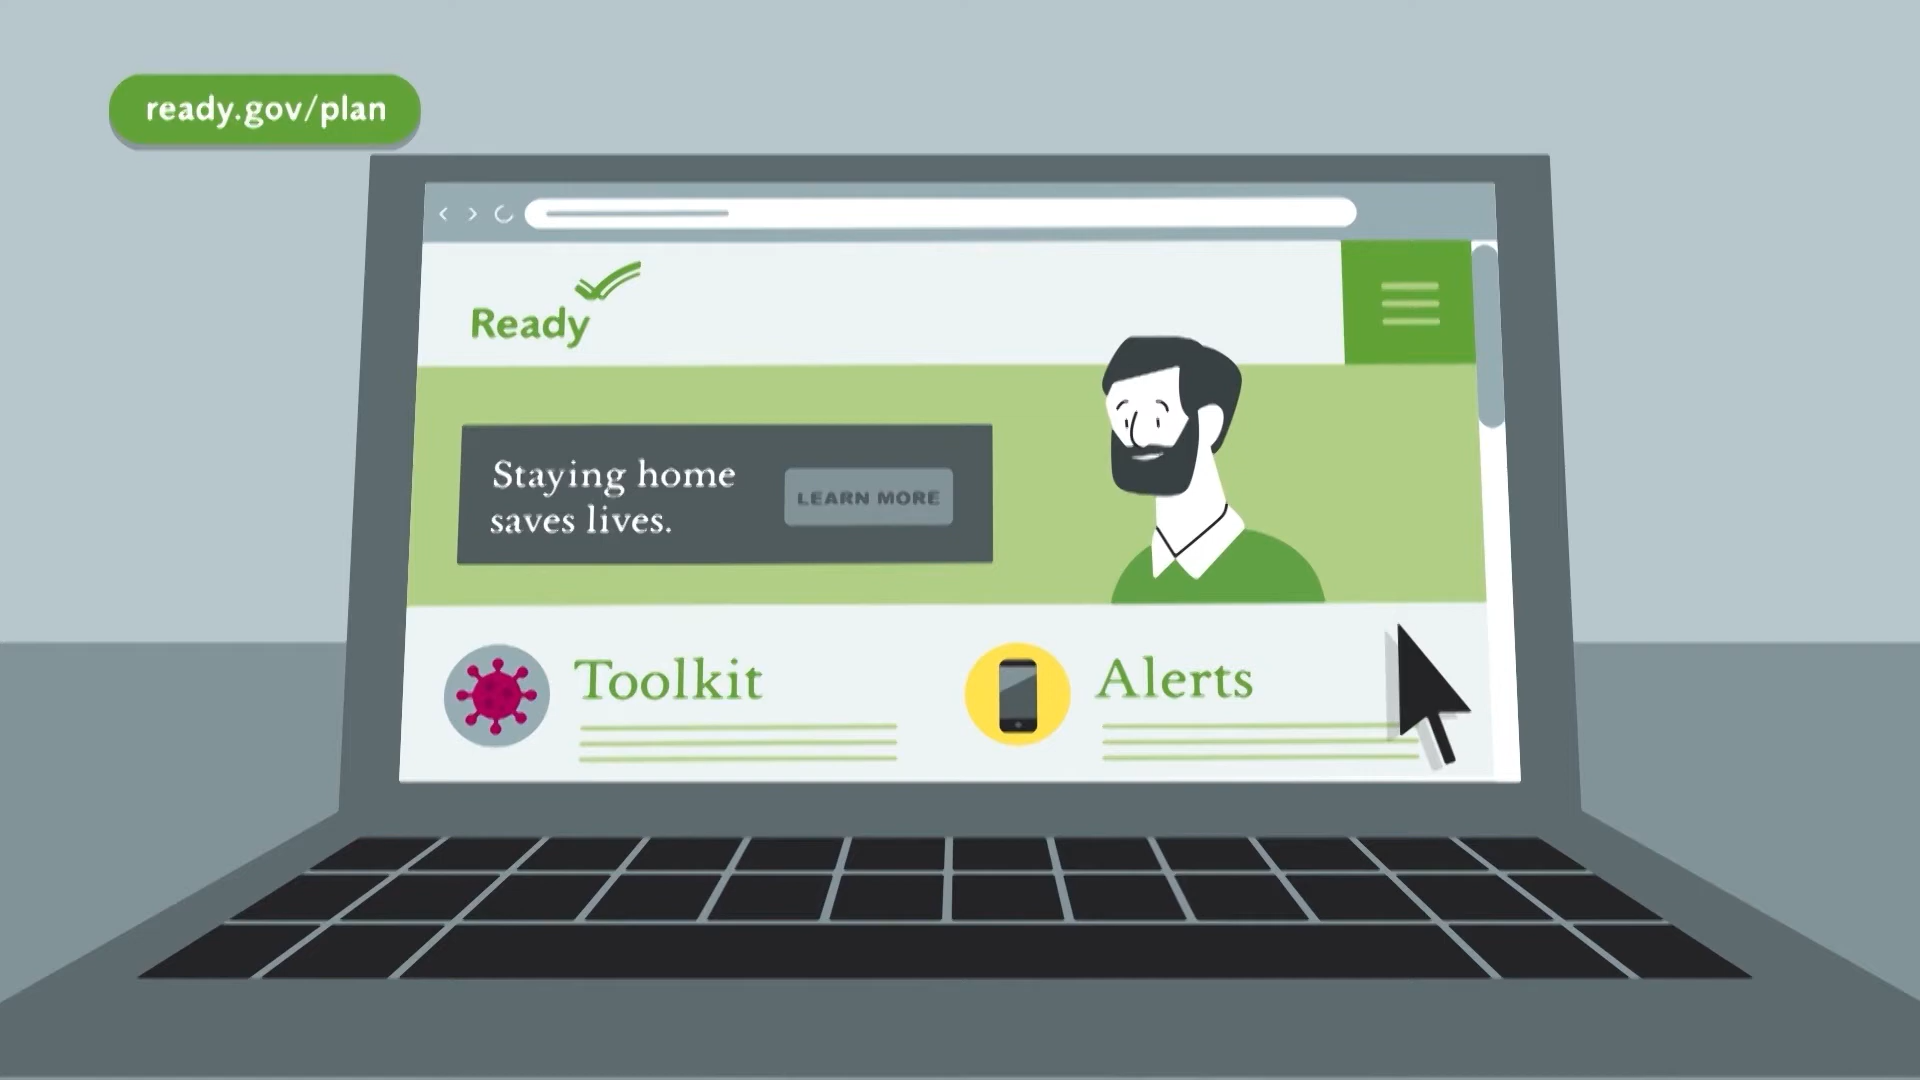 ready.gov/plan
Ready
Staying home
saves lives.
LEARN MORE
Toolkit
Alerts